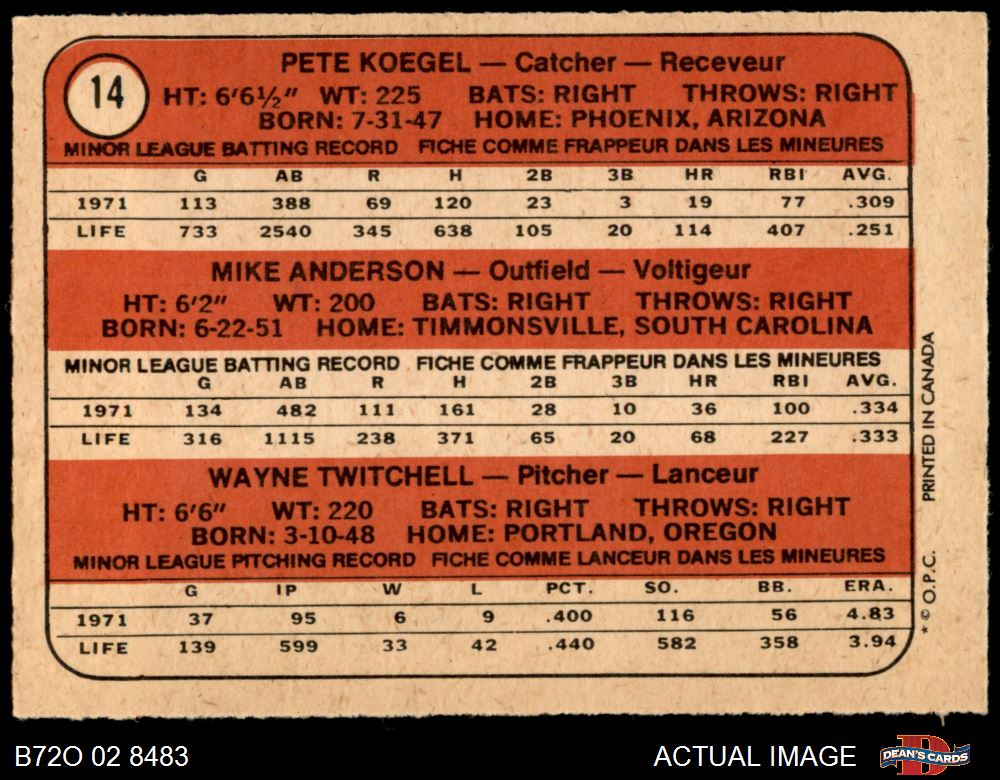 14
PETE KOEGEL — Catcher — Receveur
HT: 6'6½" WT: 225 BATS: RIGHT THROWS: RIGHT
BORN: 7-31-47 HOME: PHOENIX, ARIZONA
MINOR LEAGUE BATTING RECORD FICHE COMME FRAPPEUR DANS LES MINEURES
G AB R H 2B 3B HR RBI AVG.
1971 113 388 69 120 23 3 19 77 .309
LIFE 733 2540 345 638 105 20 114 407 .251
MIKE ANDERSON — Outfield — Voltigeur
HT: 6'2" WT: 200 BATS: RIGHT THROWS: RIGHT
BORN: 6-22-51 HOME: TIMMONSVILLE, SOUTH CAROLINA
MINOR LEAGUE BATTING RECORD FICHE COMME FRAPPEUR DANS LES MINEURES
G AB R H 2B 3B HR RBI AVG.
1971 134 482 111 161 28 10 36 100 .334
LIFE 316 1115 238 371 65 20 68 227 .333
WAYNE TWITCHELL — Pitcher — Lanceur
HT: 6'6" WT: 220 BATS: RIGHT THROWS: RIGHT
BORN: 3-10-48 HOME: PORTLAND, OREGON
MINOR LEAGUE PITCHING RECORD FICHE COMME LANCEUR DANS LES MINEURES
G IP W L PCT. SO. BB. ERA.
1971 37 95 6 9 .400 116 56 4.83
LIFE 139 599 33 42 .440 582 358 3.94
* © O.P.C. PRINTED IN CANADA
B72O 02 8483 ACTUAL IMAGE DEAN'S CARDS